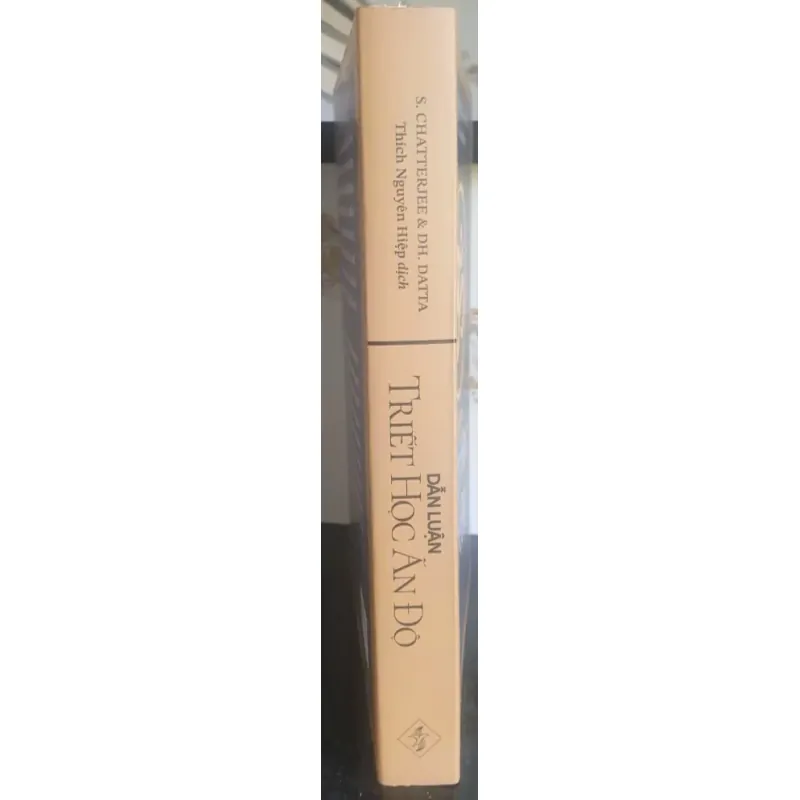 S. CHATTERJEE & DH. DATTA
Thích Nguyên Hiệp dịch
DẪN LUẬN
TRIẾT HỌC ẤN ĐỘ